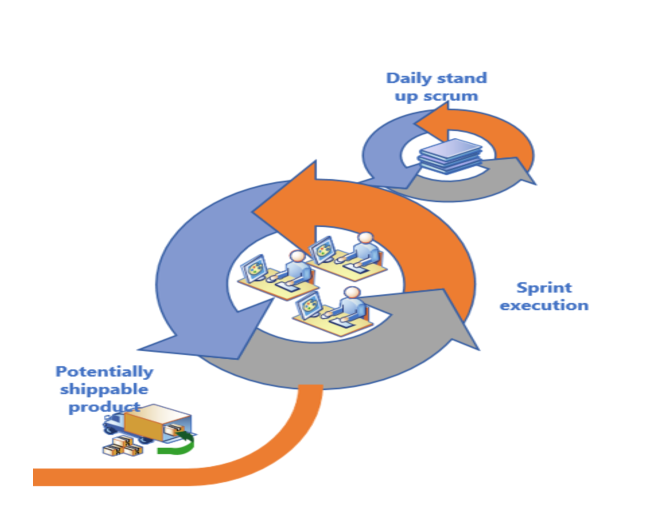 Daily stand
up scrum
Sprint
execution
Potentially
shippable
product